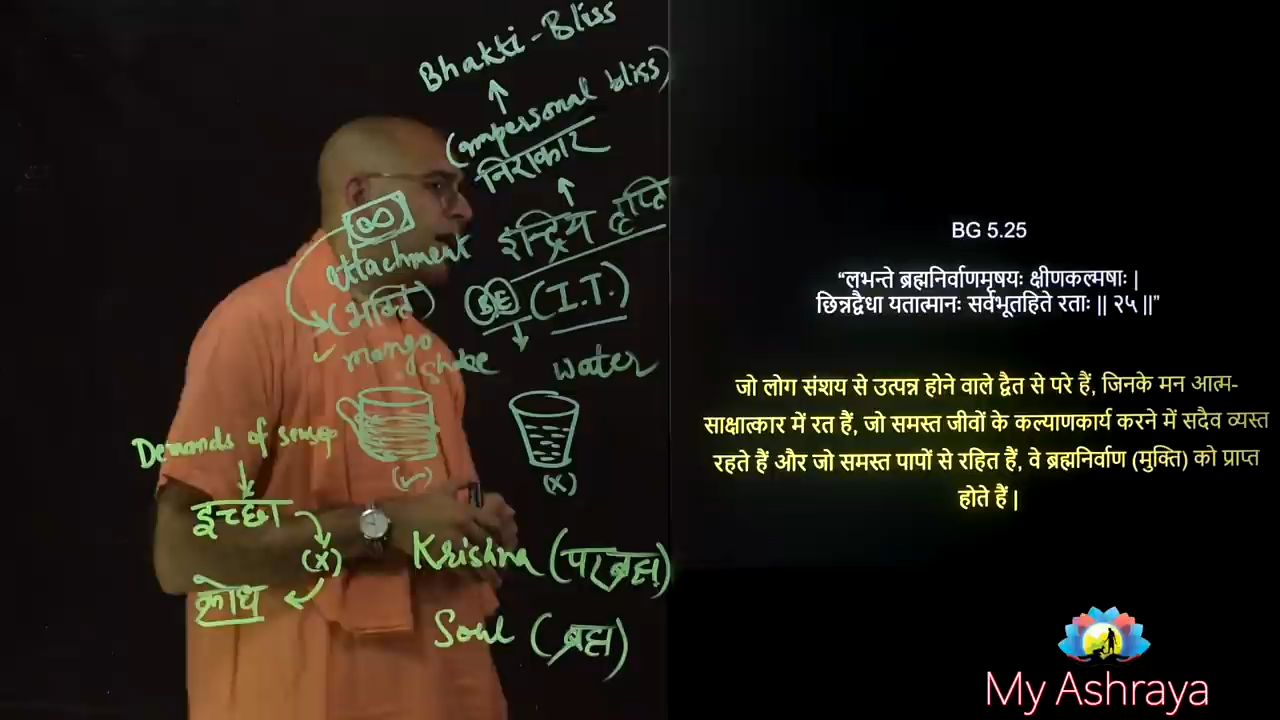 Bhakti-Bliss
(impersonal bliss)
निराकार
इन्द्रिय तृप्ति
∞
attachment
(भक्ति)
BE (I.T.)
✓ mango shake
water
Demands of senses
(✓)
(x)
इच्छा
(x)
क्रोध
Krishna (परब्रह्म)
Soul (ब्रह्म)
BG 5.25
“लभन्ते ब्रह्मनिर्वाणमृषयः क्षीणकल्मषाः |
छिन्नद्वैधा यतात्मानः सर्वभूतहिते रताः || २५ ||”
जो लोग संशय से उत्पन्न होने वाले द्वैत से परे हैं, जिनके मन आत्म-
साक्षात्कार में रत हैं, जो समस्त जीवों के कल्याणकार्य करने में सदैव व्यस्त
रहते हैं और जो समस्त पापों से रहित हैं, वे ब्रह्मनिर्वाण (मुक्ति) को प्राप्त
होते हैं |
My Ashraya